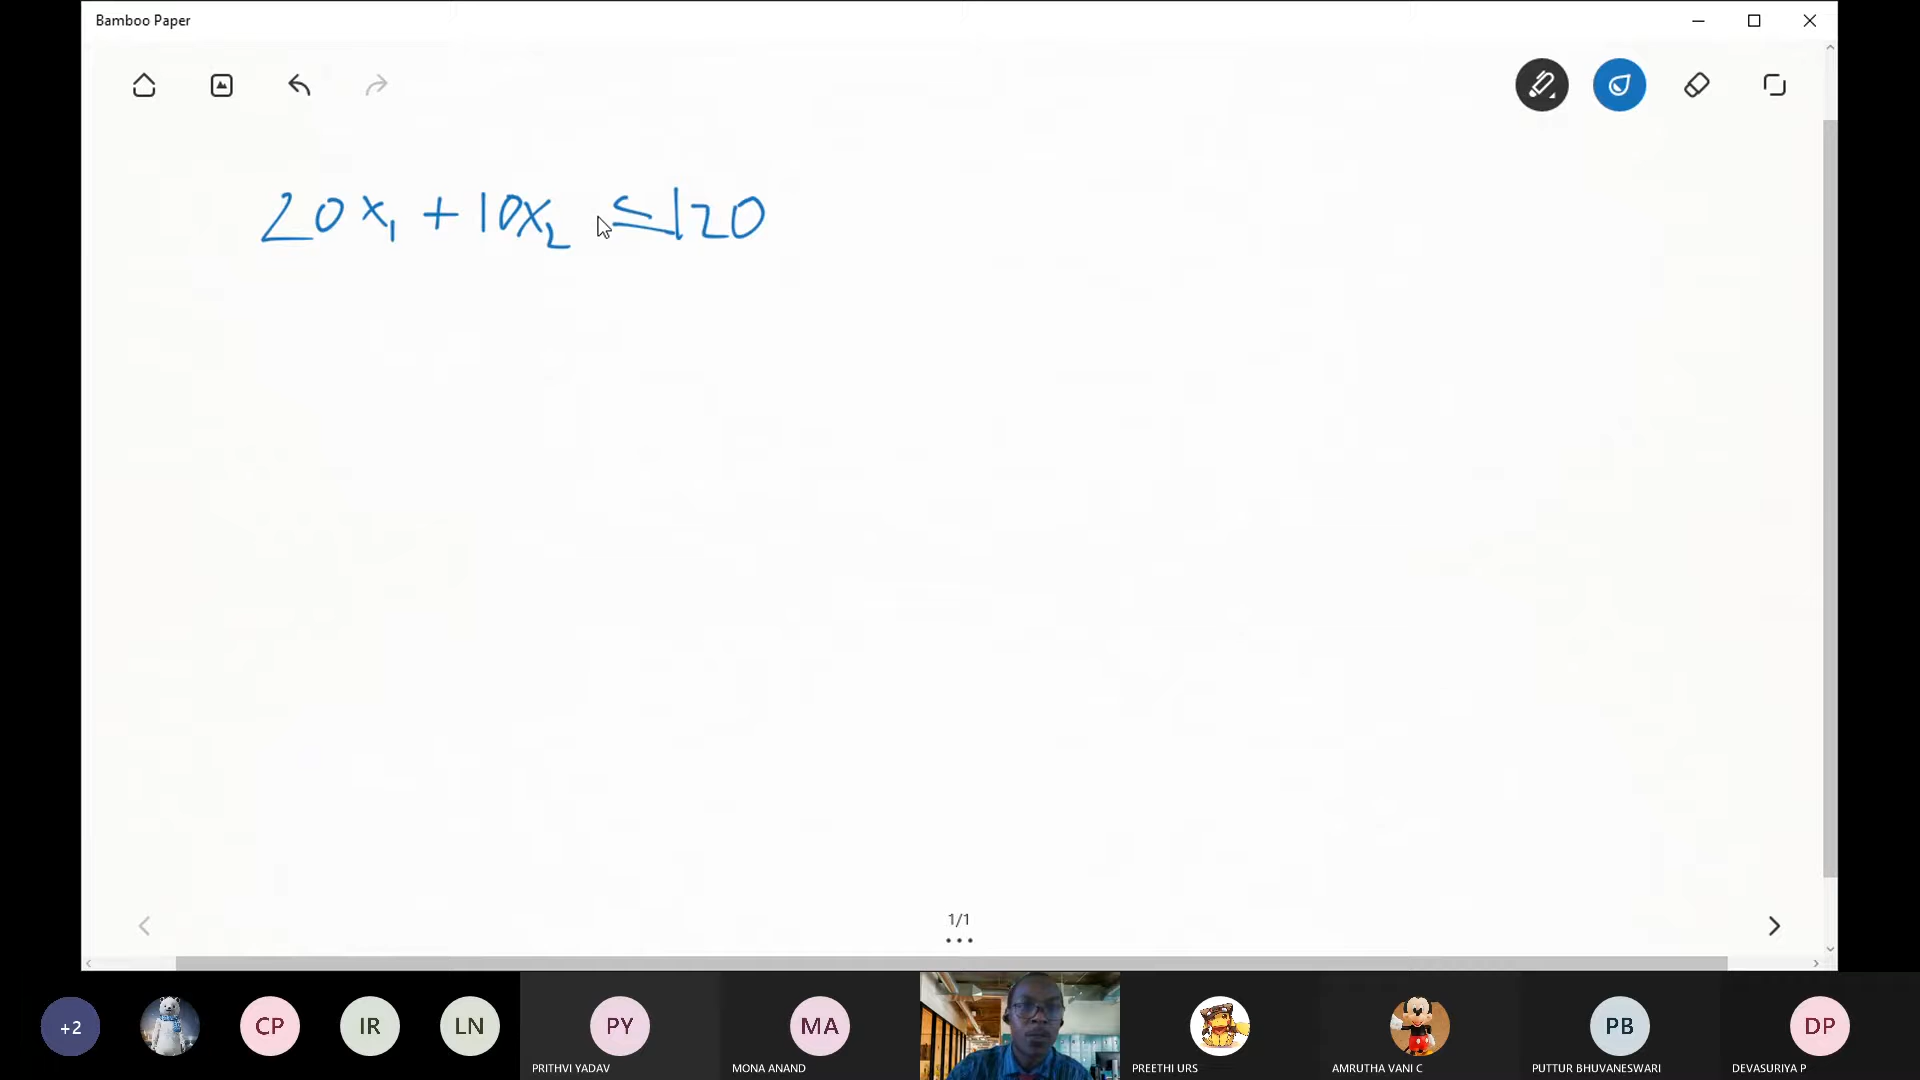 Bamboo Paper
20x₁ + 10x₂ ≤ 120
1/1
+2
CP
IR
LN
PY
PRITHVI YADAV
MA
MONA ANAND
PREETHI URS
AMRUTHA VANI C
PB
PUTTUR BHUVANESWARI
DP
DEVASURIYA P